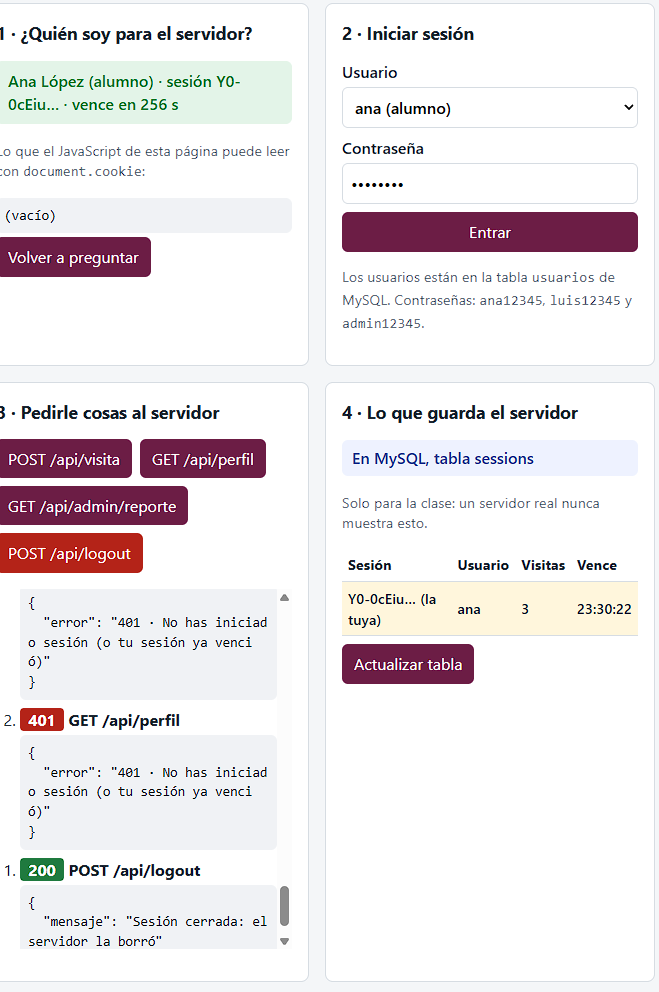 1 · ¿Quién soy para el servidor?
Ana López (alumno) · sesión Y0-
0cEiu... · vence en 256 s
Lo que el JavaScript de esta página puede leer
con document.cookie:
(vacío)
Volver a preguntar
2 · Iniciar sesión
Usuario
ana (alumno)
Contraseña
••••••••
Entrar
Los usuarios están en la tabla usuarios de
MySQL. Contraseñas: ana12345, luis12345 y
admin12345.
3 · Pedirle cosas al servidor
POST /api/visita
GET /api/perfil
GET /api/admin/reporte
POST /api/logout
{
"error": "401 · No has iniciad
o sesión (o tu sesión ya venci
ó)"
}
2. 401 GET /api/perfil
{
"error": "401 · No has iniciad
o sesión (o tu sesión ya venci
ó)"
}
1. 200 POST /api/logout
{
"mensaje": "Sesión cerrada: el
servidor la borró"
4 · Lo que guarda el servidor
En MySQL, tabla sessions
Solo para la clase: un servidor real nunca
muestra esto.
Sesión Usuario Visitas Vence
Y0-0cEiu... (la
tuya) ana 3 23:30:22
Actualizar tabla